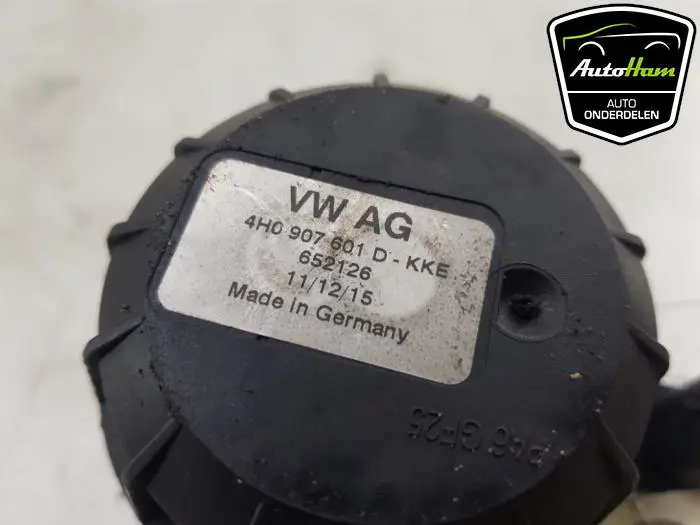 AutoHam
AUTO
ONDERDELEN
VW AG
4H0 907 601 D - KKE
652126
11/12/15
Made in Germany
PA6 GF25